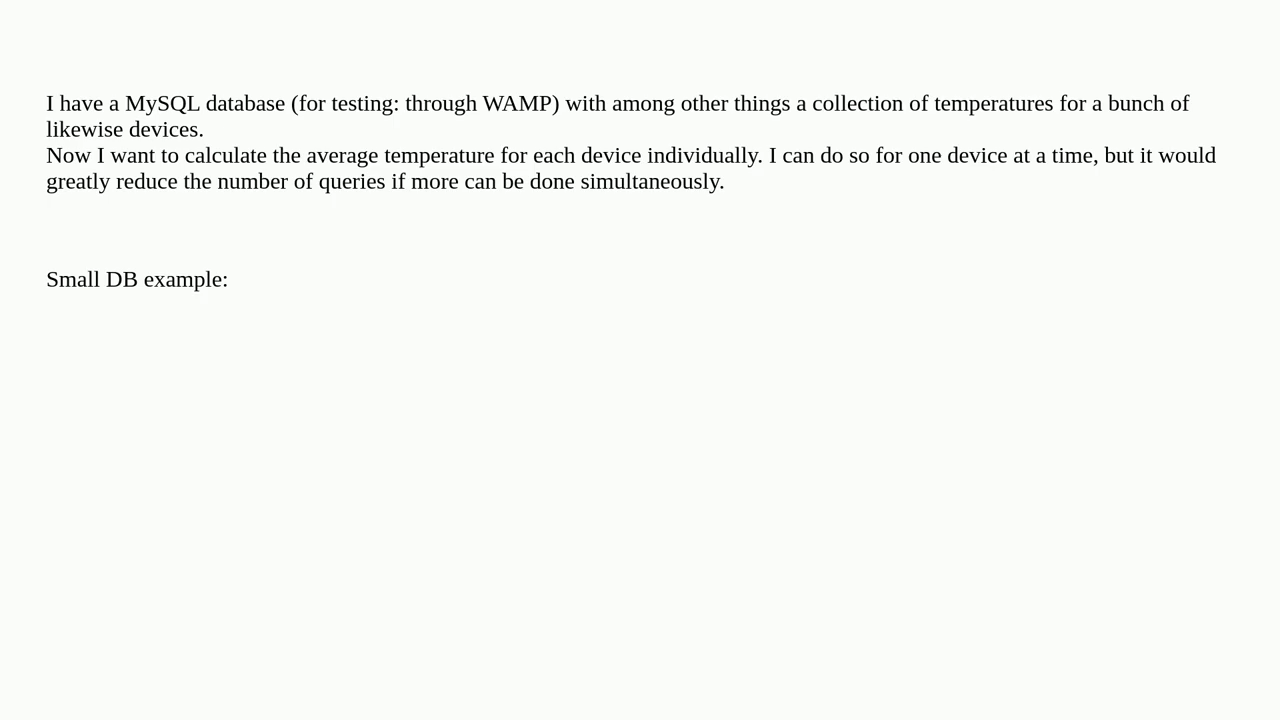 I have a MySQL database (for testing: through WAMP) with among other things a collection of temperatures for a bunch of
likewise devices.
Now I want to calculate the average temperature for each device individually. I can do so for one device at a time, but it would
greatly reduce the number of queries if more can be done simultaneously.
Small DB example: